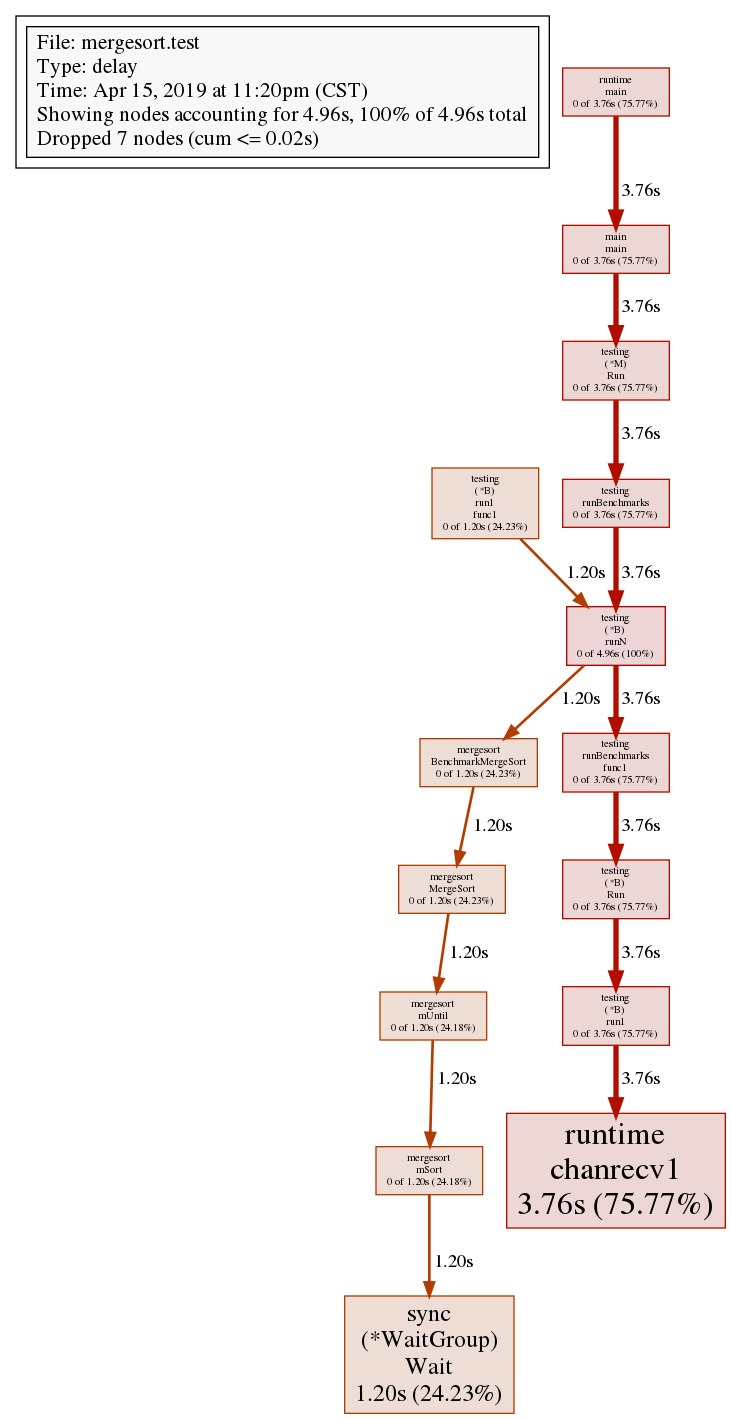 File: mergesort.test
Type: delay
Time: Apr 15, 2019 at 11:20pm (CST)
Showing nodes accounting for 4.96s, 100% of 4.96s total
Dropped 7 nodes (cum <= 0.02s)
runtime
main
0 of 3.76s (75.77%)
3.76s
main
main
0 of 3.76s (75.77%)
3.76s
testing
(*M)
Run
0 of 3.76s (75.77%)
3.76s
testing
(*B)
run1
func1
0 of 1.20s (24.23%)
testing
runBenchmarks
0 of 3.76s (75.77%)
1.20s
3.76s
testing
(*B)
runN
0 of 4.96s (100%)
1.20s
3.76s
mergesort
BenchmarkMergeSort
0 of 1.20s (24.23%)
testing
runBenchmarks
func1
0 of 3.76s (75.77%)
1.20s
3.76s
mergesort
MergeSort
0 of 1.20s (24.23%)
testing
(*B)
Run
0 of 3.76s (75.77%)
1.20s
3.76s
mergesort
mUntil
0 of 1.20s (24.18%)
testing
(*B)
run1
0 of 3.76s (75.77%)
1.20s
3.76s
mergesort
mSort
0 of 1.20s (24.18%)
runtime
chanrecv1
3.76s (75.77%)
1.20s
sync
(*WaitGroup)
Wait
1.20s (24.23%)